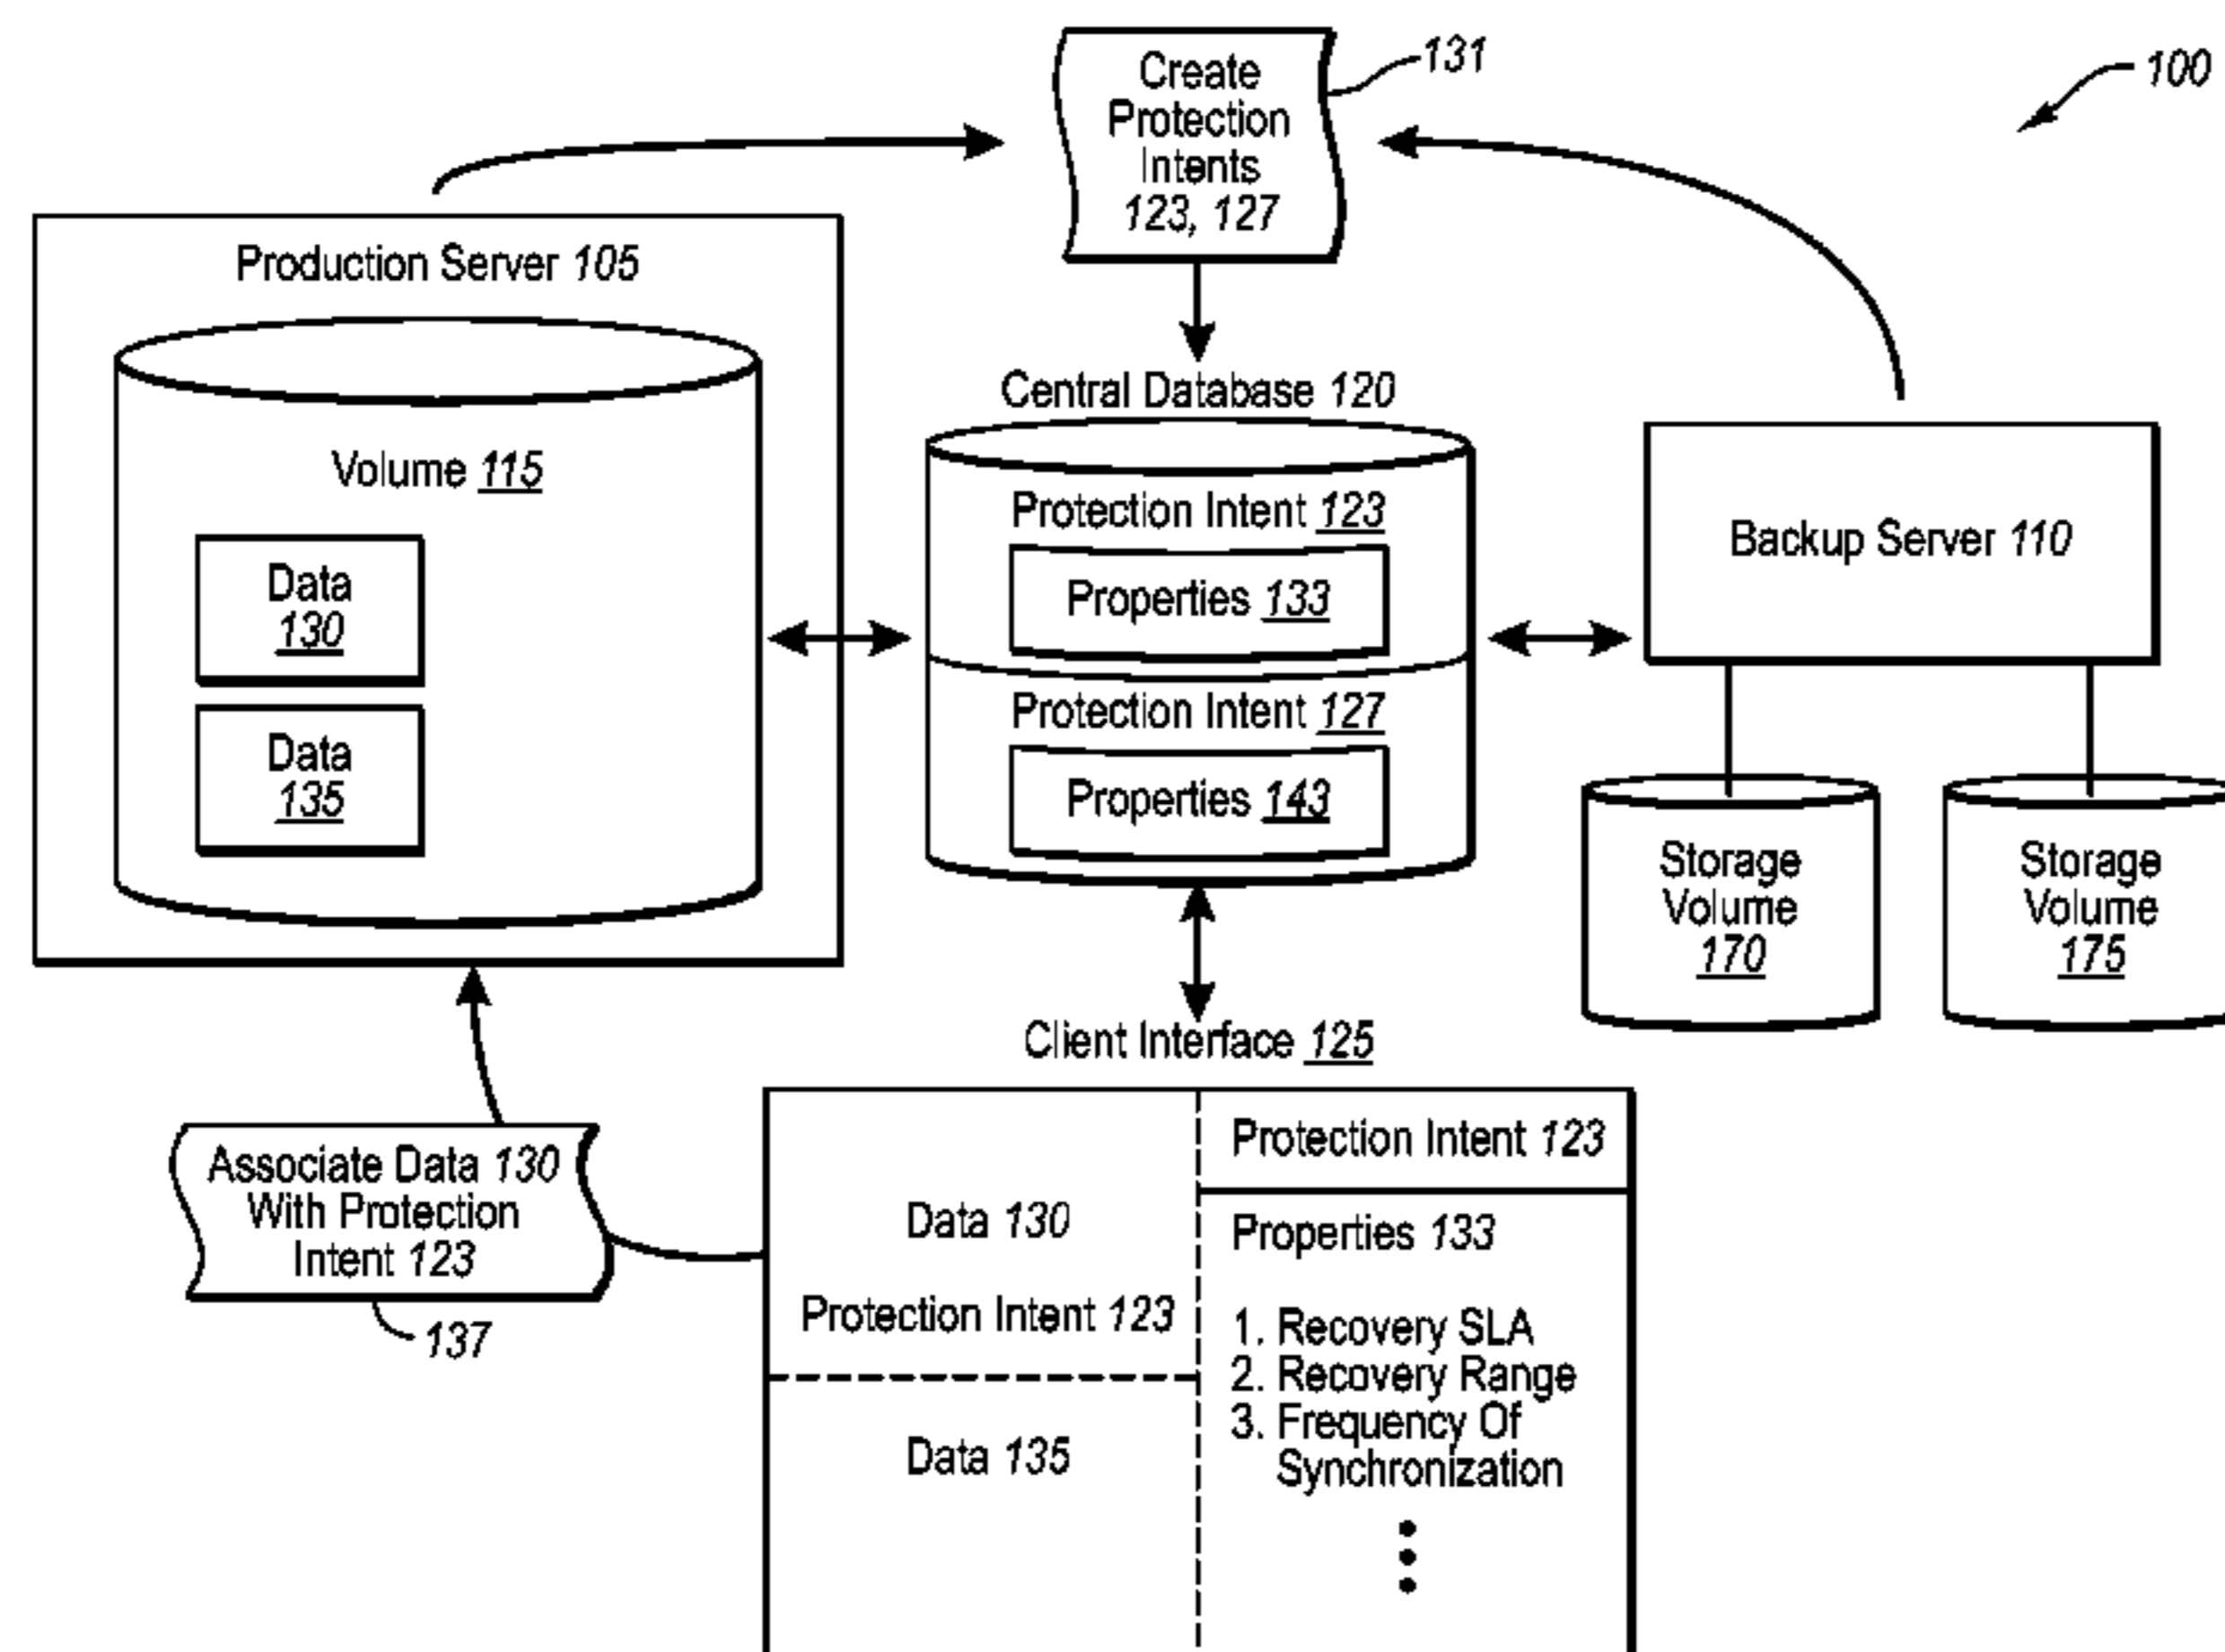 Create
Protection
Intents
123, 127
131
100
Production Server 105
Volume 115
Data
130
Data
135
Central Database 120
Protection Intent 123
Properties 133
Protection Intent 127
Properties 143
Backup Server 110
Storage
Volume
170
Storage
Volume
175
Client Interface 125
Associate Data 130
With Protection
Intent 123
137
Data 130
Protection Intent 123
Data 135
Protection Intent 123
Properties 133
1. Recovery SLA
2. Recovery Range
3. Frequency Of
Synchronization